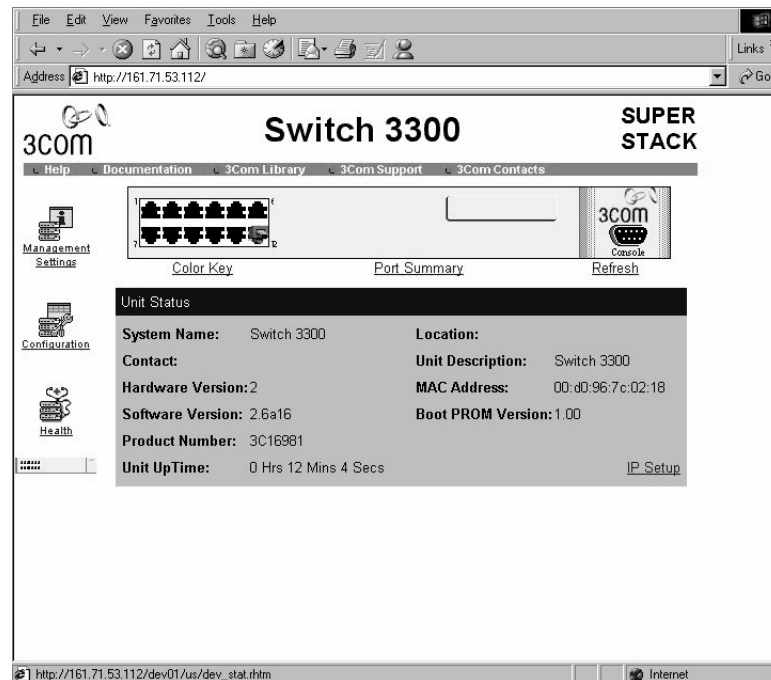 File Edit View Favorites Tools Help
Links
Address http://161.71.53.112/ Go
3COM Switch 3300 SUPER STACK
Help Documentation 3Com Library 3Com Support 3Com Contacts
1 6
7 12
3COM
Console
Color Key Port Summary Refresh
Management Settings
Configuration
Health
Unit Status
System Name: Switch 3300 Location:
Contact: Unit Description: Switch 3300
Hardware Version: 2 MAC Address: 00:d0:96:7c:02:18
Software Version: 2.6a16 Boot PROM Version: 1.00
Product Number: 3C16981
Unit UpTime: 0 Hrs 12 Mins 4 Secs IP Setup
http://161.71.53.112/dev01/us/dev_stat.rhtm Internet